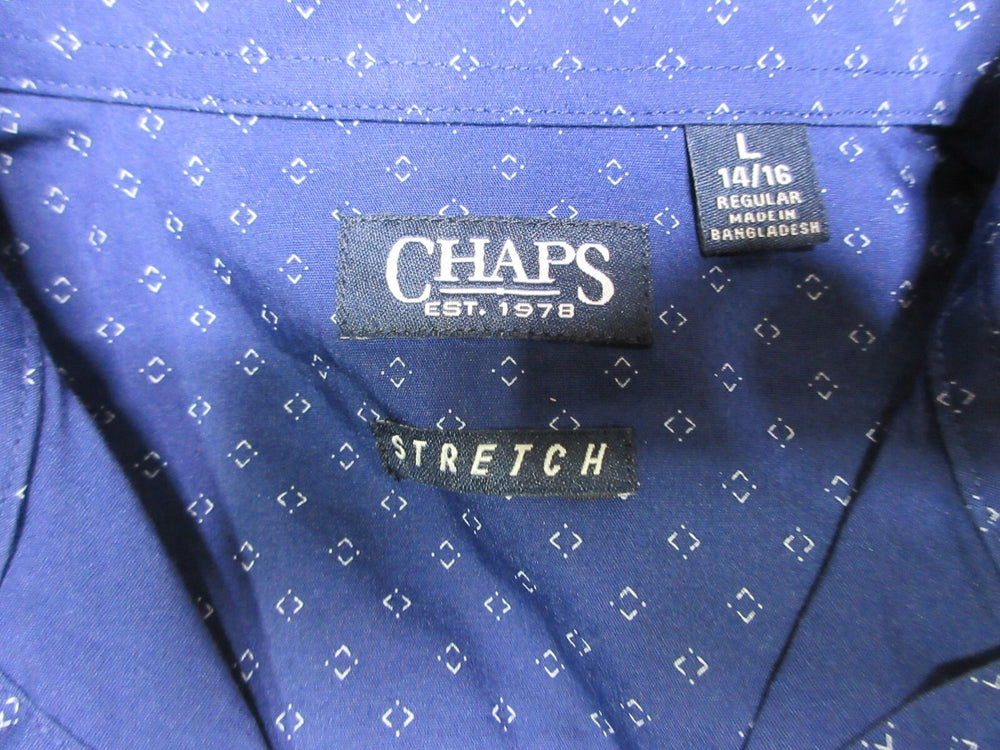 L
14/16
REGULAR
MADE IN
BANGLADESH
CHAPS
EST. 1978
STRETCH